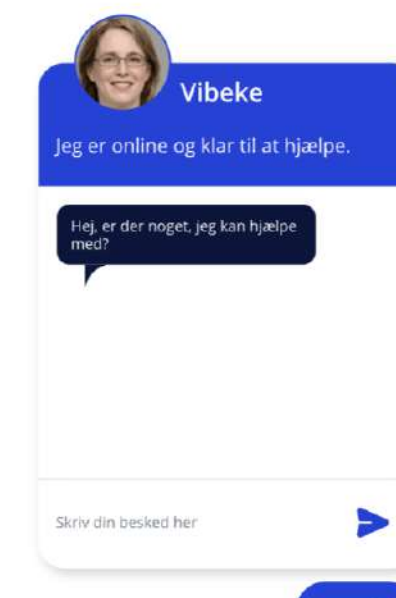 Vibeke
Jeg er online og klar til at hjælpe.
Hej, er der noget, jeg kan hjælpe
med?
Skriv din besked her